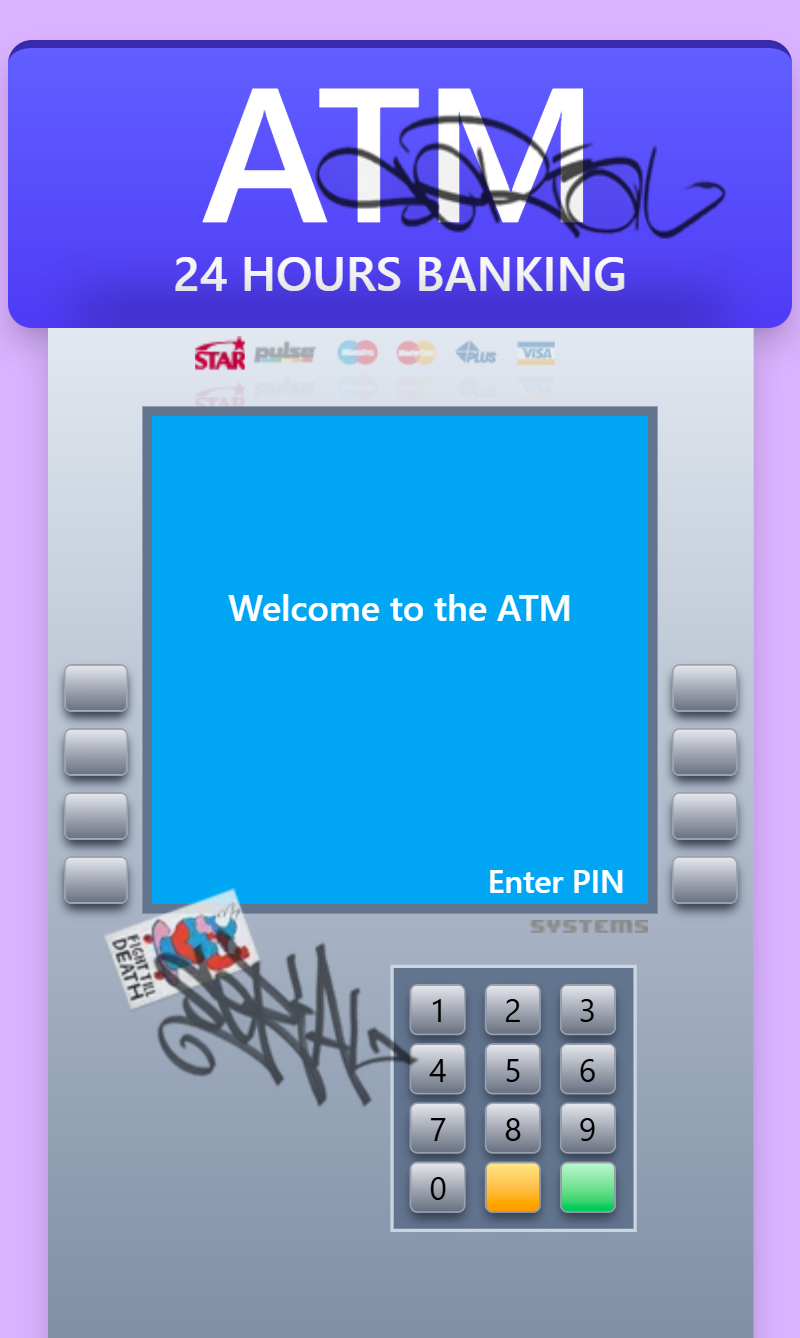 ATM
24 HOURS BANKING
STAR pulse Maestro MasterCard PLUS VISA
Welcome to the ATM
Enter PIN
SYSTEMS
FIGHT TILL
DEATH
1 2 3
4 5 6
7 8 9
0